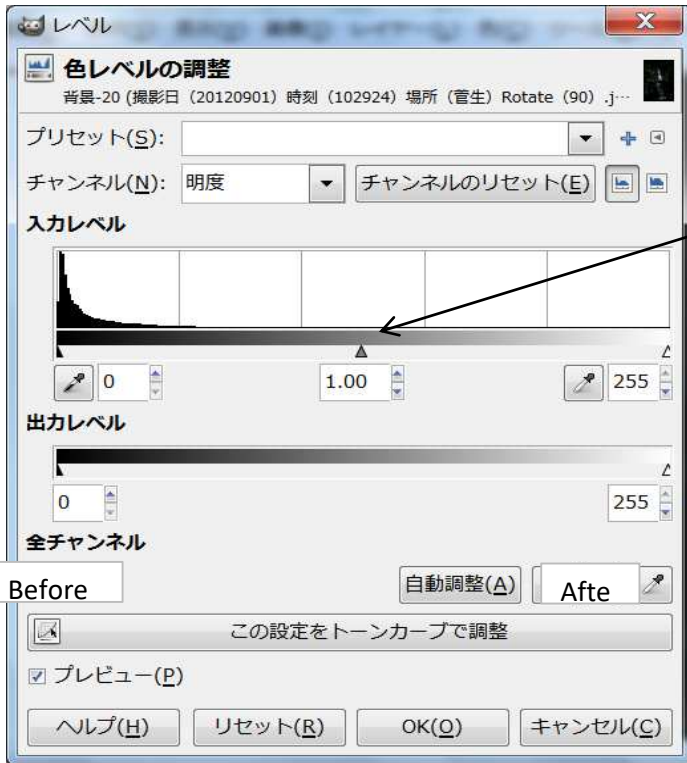 レベル
色レベルの調整
背景-20 (撮影日 (20120901) 時刻 (102924) 場所 (菅生) Rotate (90) .j…
プリセット(S):
チャンネル(N): 明度 チャンネルのリセット(E)
入力レベル
0 1.00 255
出力レベル
0 255
全チャンネル
Before 自動調整(A) Afte
この設定をトーンカーブで調整
プレビュー(P)
ヘルプ(H) リセット(R) OK(O) キャンセル(C)